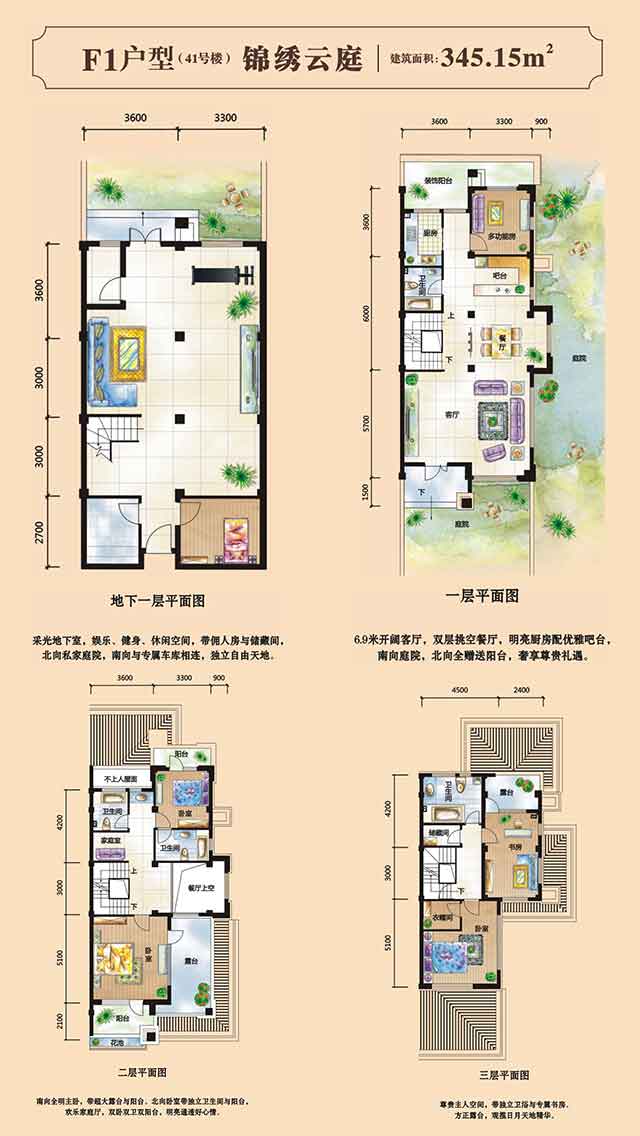 F1户型（41号楼） 锦绣云庭 建筑面积：345.15m²
3600 3300
3600
3000
3000
2700
地下一层平面图
采光地下室，娱乐、健身、休闲空间，带佣人房与储藏间，
北向私家庭院，南向与专属车库相连，独立自由天地。
3600 3300 900
装饰阳台
3600
厨房
多功能房
卫生间
吧台
6000
上
下
餐厅
庭院
客厅
5700
1500
下
庭院
一层平面图
6.9米开阔客厅，双层挑空餐厅，明亮厨房配优雅吧台，
南向庭院，北向全赠送阳台，奢享尊贵礼遇。
3600 3300 900
阳台
不上人屋面
4200
卫生间
卧室
家庭室
卫生间
3000
上
下
餐厅上空
5100
卧室
露台
2100
阳台
花池
二层平面图
南向全明主卧，带超大露台与阳台，北向卧室带独立卫生间与阳台，
欢乐家庭厅，双卧双卫双阳台，明亮通透好心情。
4500 2400
4200
卫生间
露台
储藏间
书房
3000
下
衣帽间
5100
卧室
三层平面图
尊贵主人空间，带独立卫浴与专属书房，
方正露台，观揽日月天地精华。